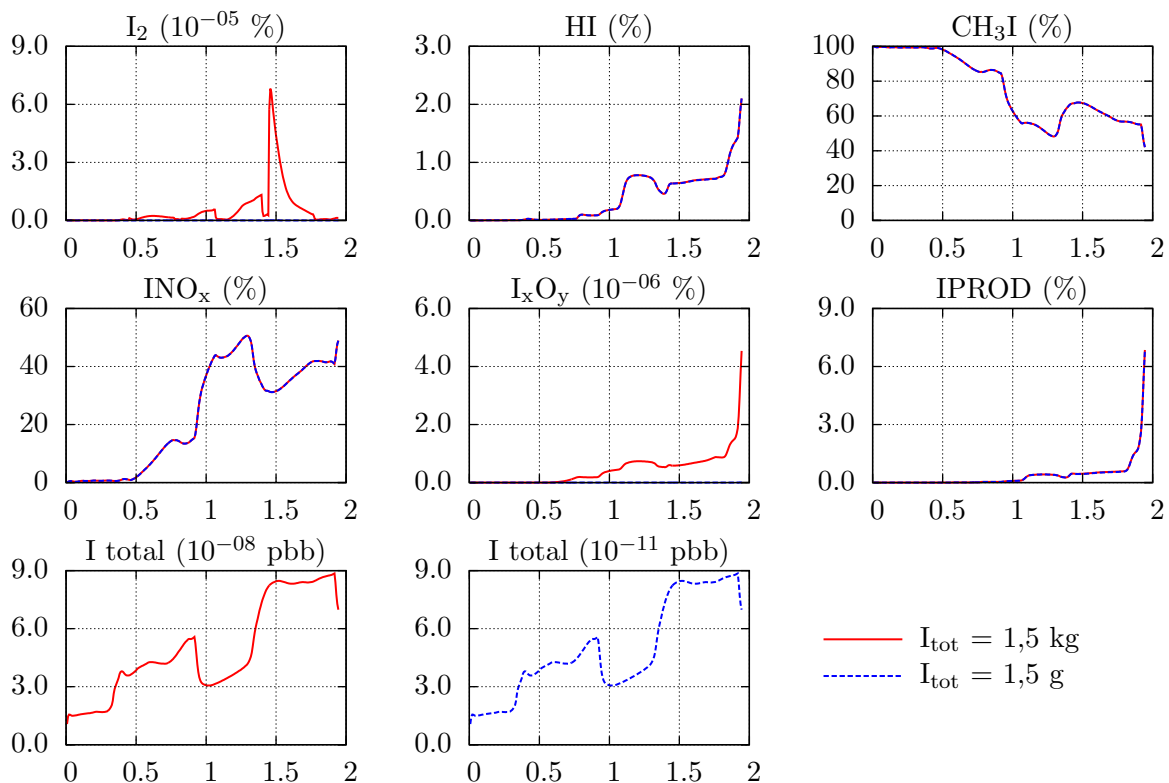 I₂ (10⁻⁰⁵ %) HI (%) CH₃I (%)
9.0 3.0 100
6.0 2.0 80
60
3.0 1.0 40
20
0.0 0.0 0
0 0.5 1 1.5 2 0 0.5 1 1.5 2 0 0.5 1 1.5 2
INOₓ (%) IₓOᵧ (10⁻⁰⁶ %) IPROD (%)
60 6.0 9.0
40 4.0 6.0
20 2.0 3.0
0 0.0 0.0
0 0.5 1 1.5 2 0 0.5 1 1.5 2 0 0.5 1 1.5 2
I total (10⁻⁰⁸ pbb) I total (10⁻¹¹ pbb)
9.0 9.0
6.0 6.0
3.0 3.0
0.0 0.0
0 0.5 1 1.5 2 0 0.5 1 1.5 2
Iₜₒₜ = 1,5 kg
Iₜₒₜ = 1,5 g